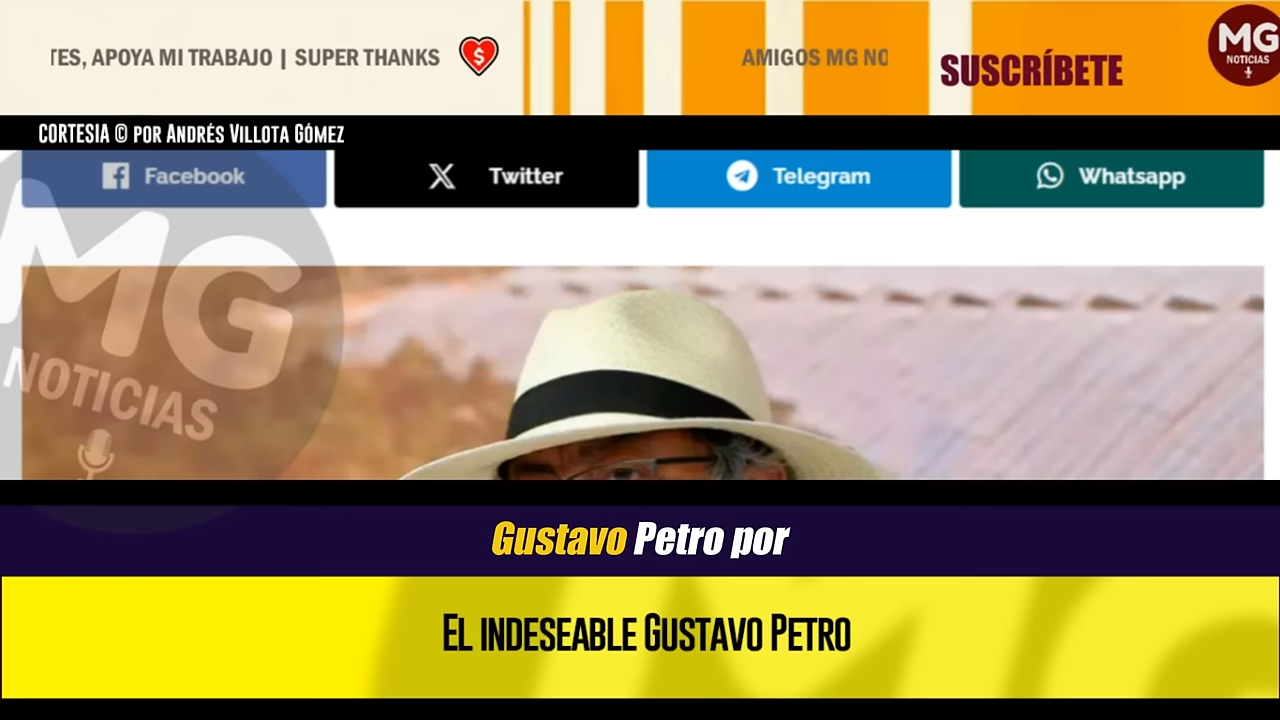 TES, APOYA MI TRABAJO | SUPER THANKS
$
AMIGOS MG NO
SUSCRÍBETE
MG
NOTICIAS
CORTESIA © POR ANDRÉS VILLOTA GÓMEZ
Facebook
Twitter
Telegram
Whatsapp
MG
NOTICIAS
Gustavo Petro por
EL INDESEABLE GUSTAVO PETRO